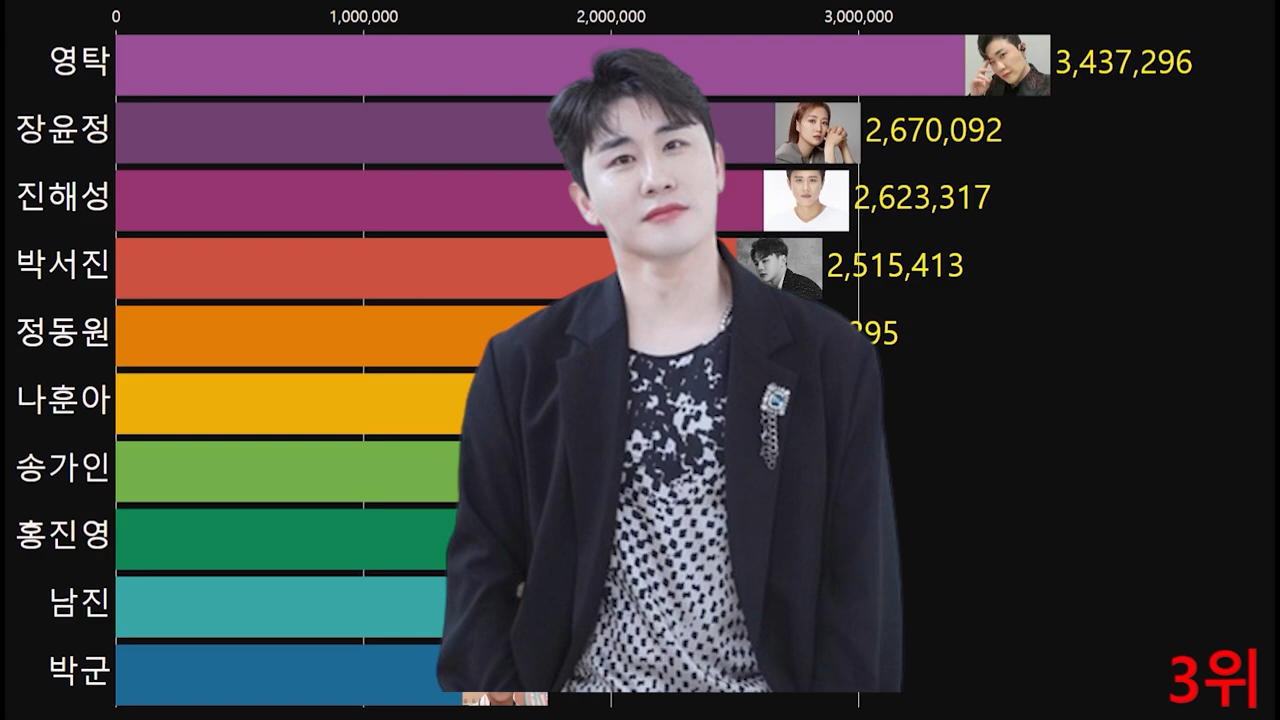 0 1,000,000 2,000,000 3,000,000
영탁 3,437,296
장윤정 2,670,092
진해성 2,623,317
박서진 2,515,413
정동원
나훈아
송가인
홍진영
남진
박군
3위